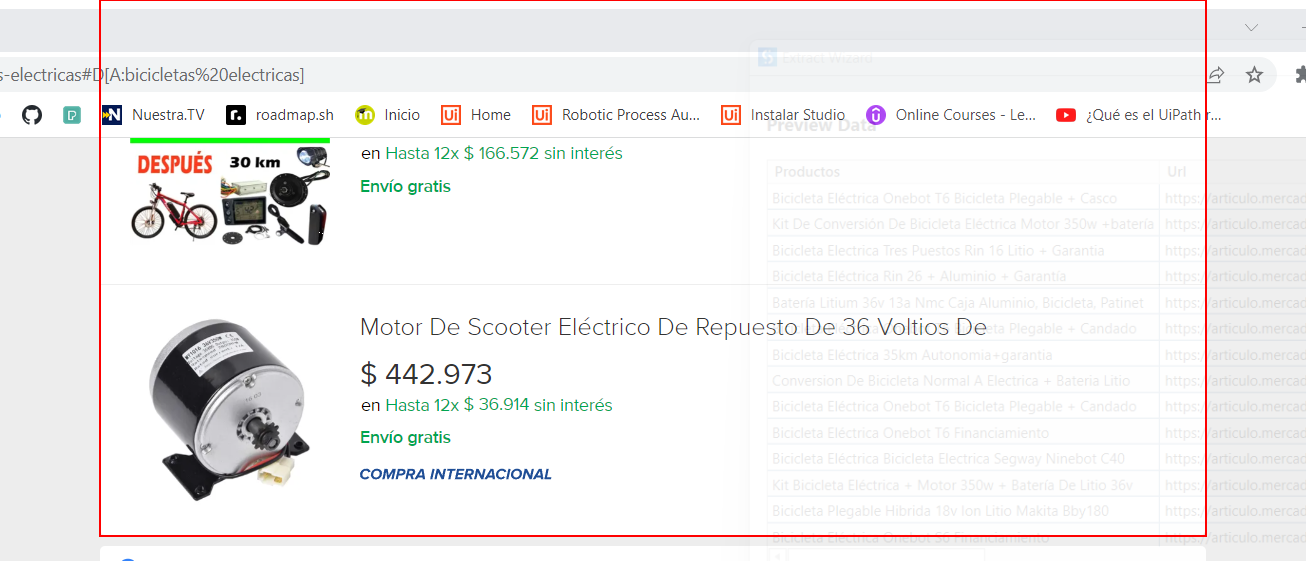 Extract Wizard
s-electricas#D[A:bicicletas%20electricas]
Nuestra.TV roadmap.sh Inicio Home Robotic Process Au... Instalar Studio Online Courses - Le... ¿Qué es el UiPath r...
Preview Data
DESPUÉS 30 km
en Hasta 12x $ 166.572 sin interés
Envío gratis
Motor De Scooter Eléctrico De Repuesto De 36 Voltios De
$ 442.973
en Hasta 12x $ 36.914 sin interés
Envío gratis
COMPRA INTERNACIONAL
Productos Url
Bicicleta Eléctrica Onebot T6 Bicicleta Plegable + Casco https://articulo.mercad
Kit De Conversión De Bicicleta Eléctrica Motor 350w +batería https://articulo.mercad
Bicicleta Electrica Tres Puestos Rin 16 Litio + Garantia https://articulo.mercad
Bicicleta Eléctrica Rin 26 + Aluminio + Garantía https://articulo.mercad
Bateria Litium 36v 13a Nmc Caja Aluminio, Bicicleta, Patinet https://articulo.mercad
Bicicleta Eléctrica Onebot T6 Bicicleta Plegable + Candado https://articulo.mercad
Bicicleta Eléctrica 35km Autonomia+garantia https://articulo.mercad
Conversion De Bicicleta Normal A Electrica + Bateria Litio https://articulo.mercad
Bicicleta Eléctrica Onebot T6 Bicicleta Plegable + Candado https://articulo.mercad
Bicicleta Eléctrica Onebot T6 Financiamiento https://articulo.mercad
Bicicleta Eléctrica Bicicleta Electrica Segway Ninebot C40 https://articulo.mercad
Kit Bicicleta Eléctrica + Motor 350w + Batería De Litio 36v https://articulo.mercad
Bicicleta Plegable Hibrida 18v Ion Litio Makita Bby180 https://articulo.mercad
Bicicleta Eléctrica Onebot S6 Financiamiento https://articulo.mercad